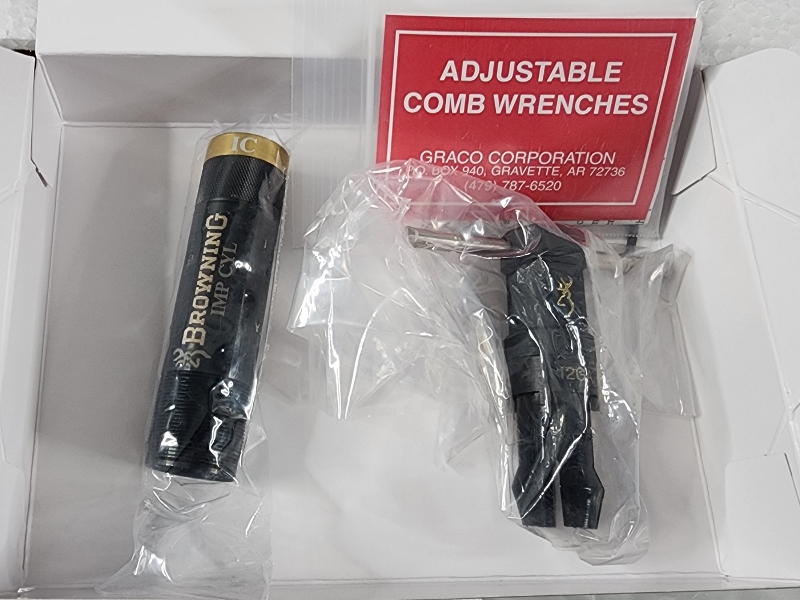 ADJUSTABLE
COMB WRENCHES
GRACO CORPORATION
P.O. BOX 940, GRAVETTE, AR 72736
(479) 787-6520
IC
BROWNING
IMP CYL